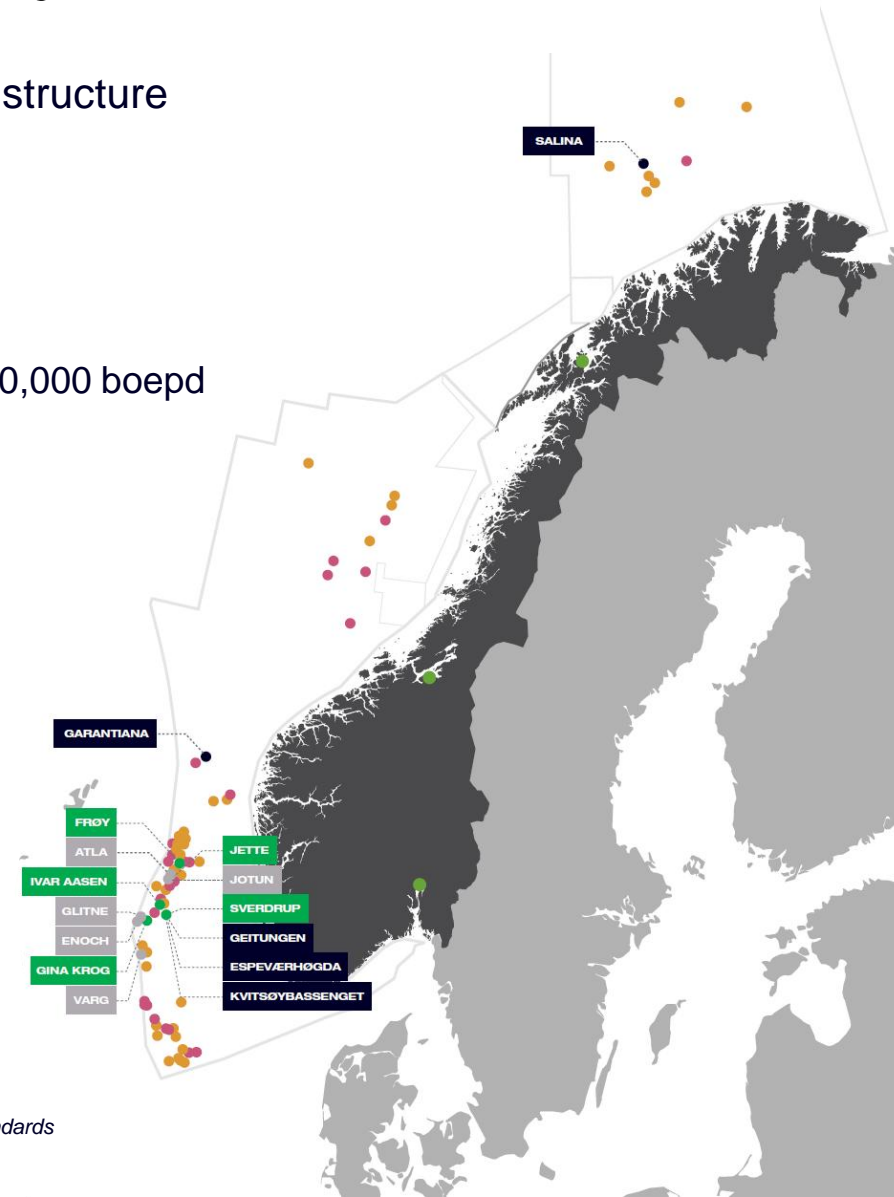 structure
SALINA
0,000 boepd
GARANTIANA
FRØY
ATLA
IVAR AASEN
GLITNE
ENOCH
GINA KROG
VARG
JETTE
JOTUN
SVERDRUP
GEITUNGEN
ESPEVÆRHØGDA
KVITSØYBASSENGET
ndards